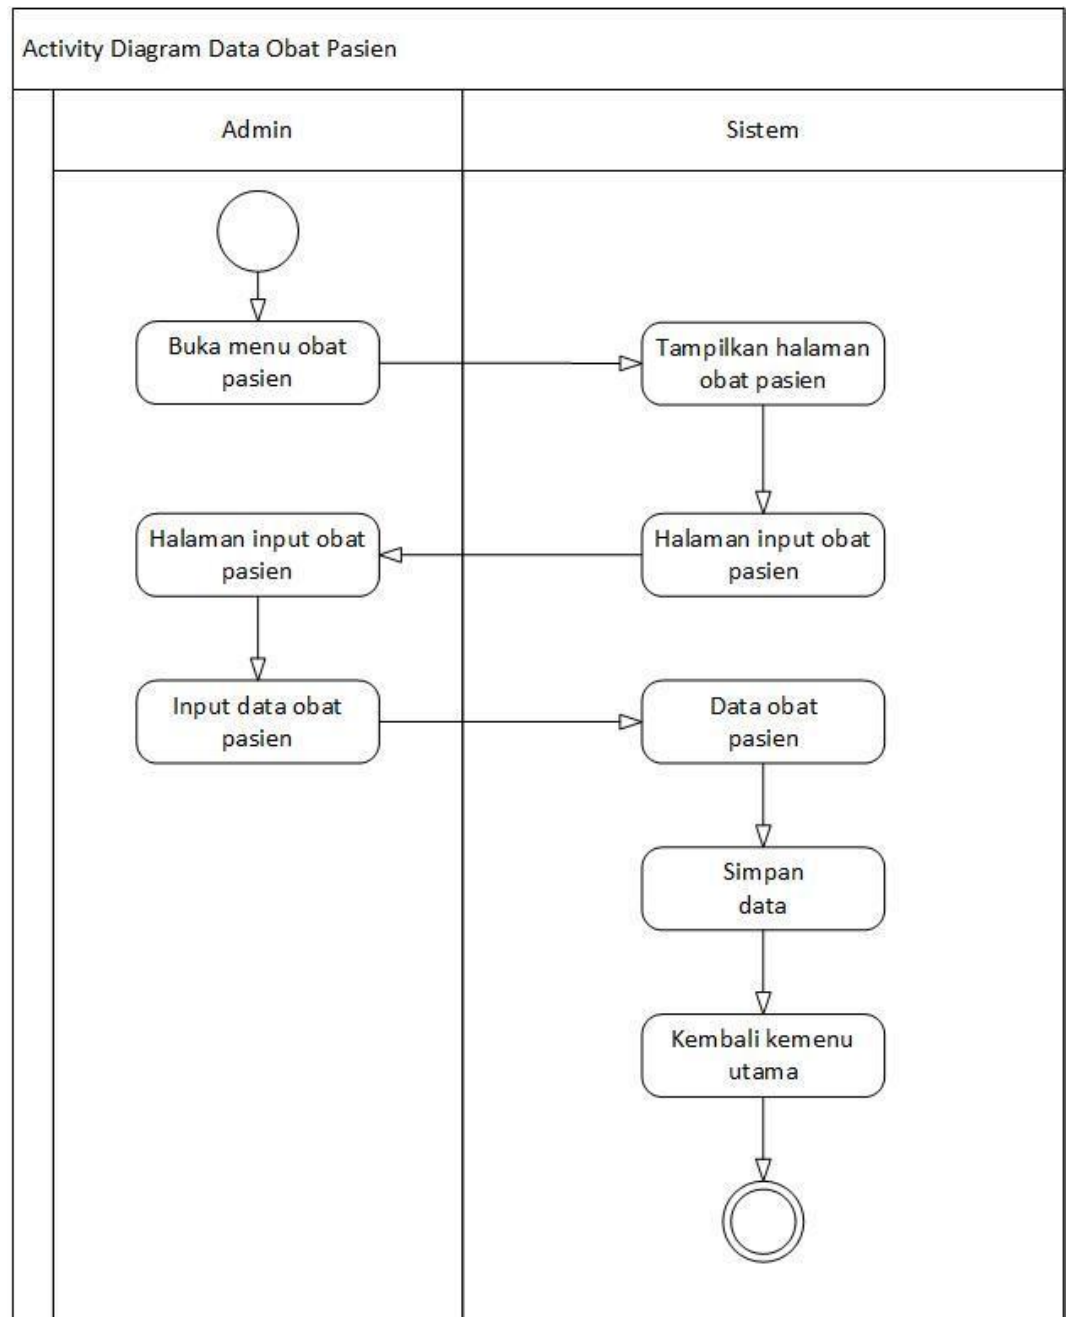 Activity Diagram Data Obat Pasien
Admin
Sistem
Buka menu obat
pasien
Tampilkan halaman
obat pasien
Halaman input obat
pasien
Halaman input obat
pasien
Input data obat
pasien
Data obat
pasien
Simpan
data
Kembali kemenu
utama